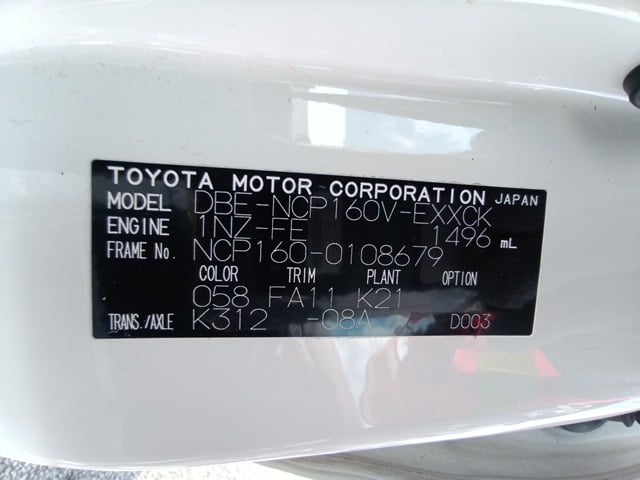 TOYOTA MOTOR CORPORATION JAPAN
MODEL DBE-NCP160V-EXXCK
ENGINE 1NZ-FE 1496 mL
FRAME No. NCP160-0108679
COLOR TRIM PLANT OPTION
058 FA11 K21
TRANS./AXLE K312 -08A D003